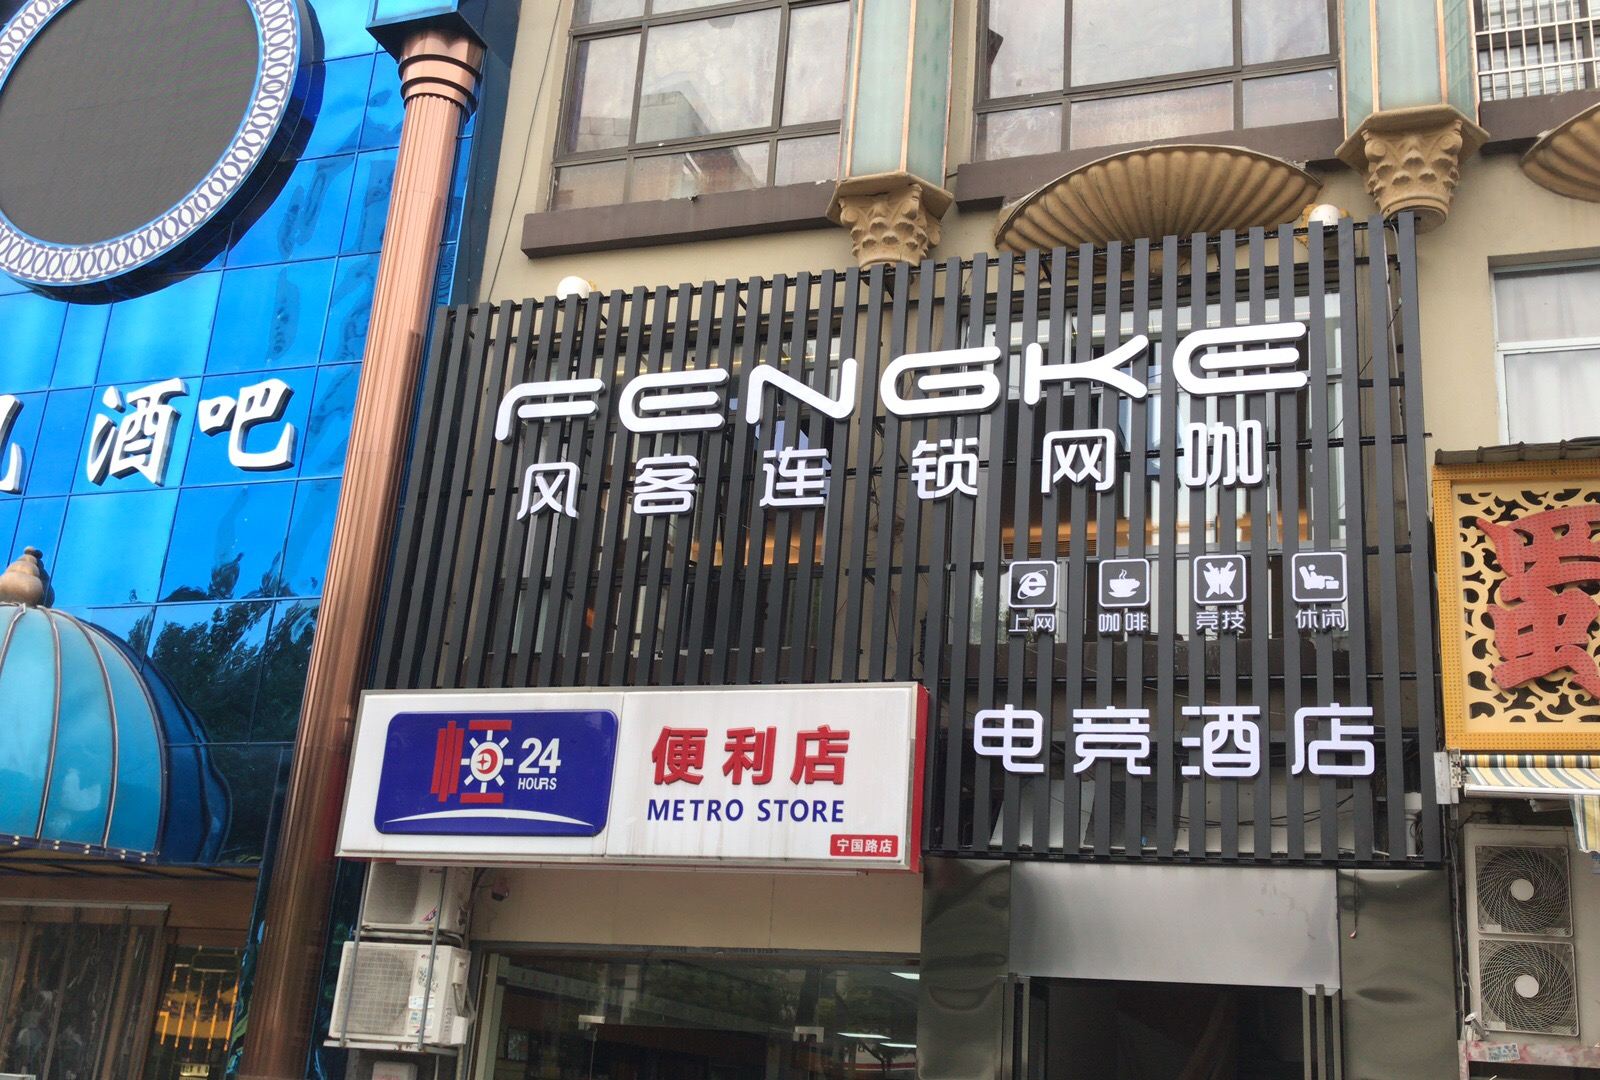 酒吧
FENGKE
风客连锁网咖
上网 咖啡 竞技 休闲
电竞酒店
24
HOURS
便利店
METRO STORE
宁国路店